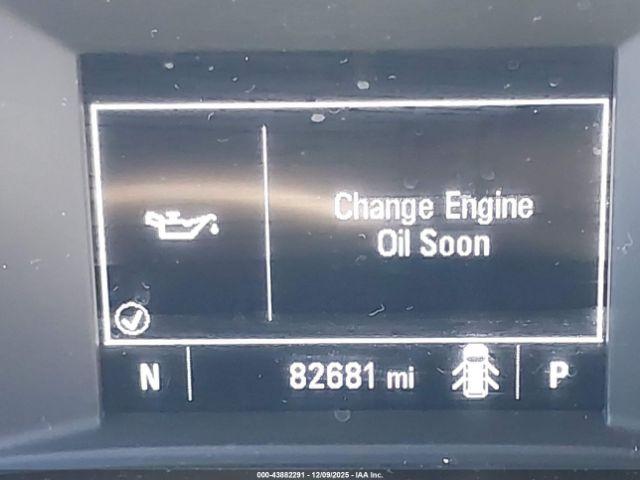 Change Engine
Oil Soon
N 82681 mi P
000-43882291 - 12/09/2025 - IAA Inc.